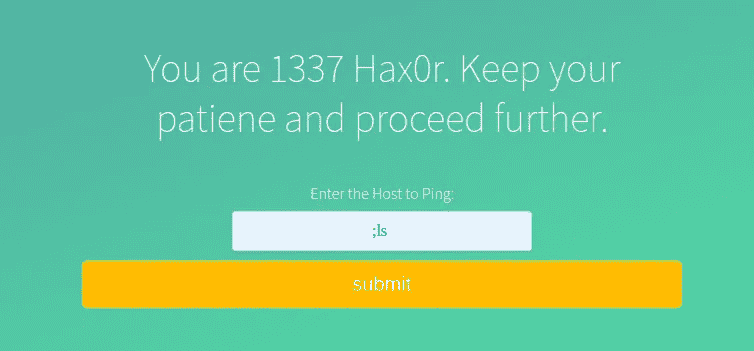 You are 1337 Hax0r. Keep your
patiene and proceed further.
Enter the Host to Ping:
;ls
submit